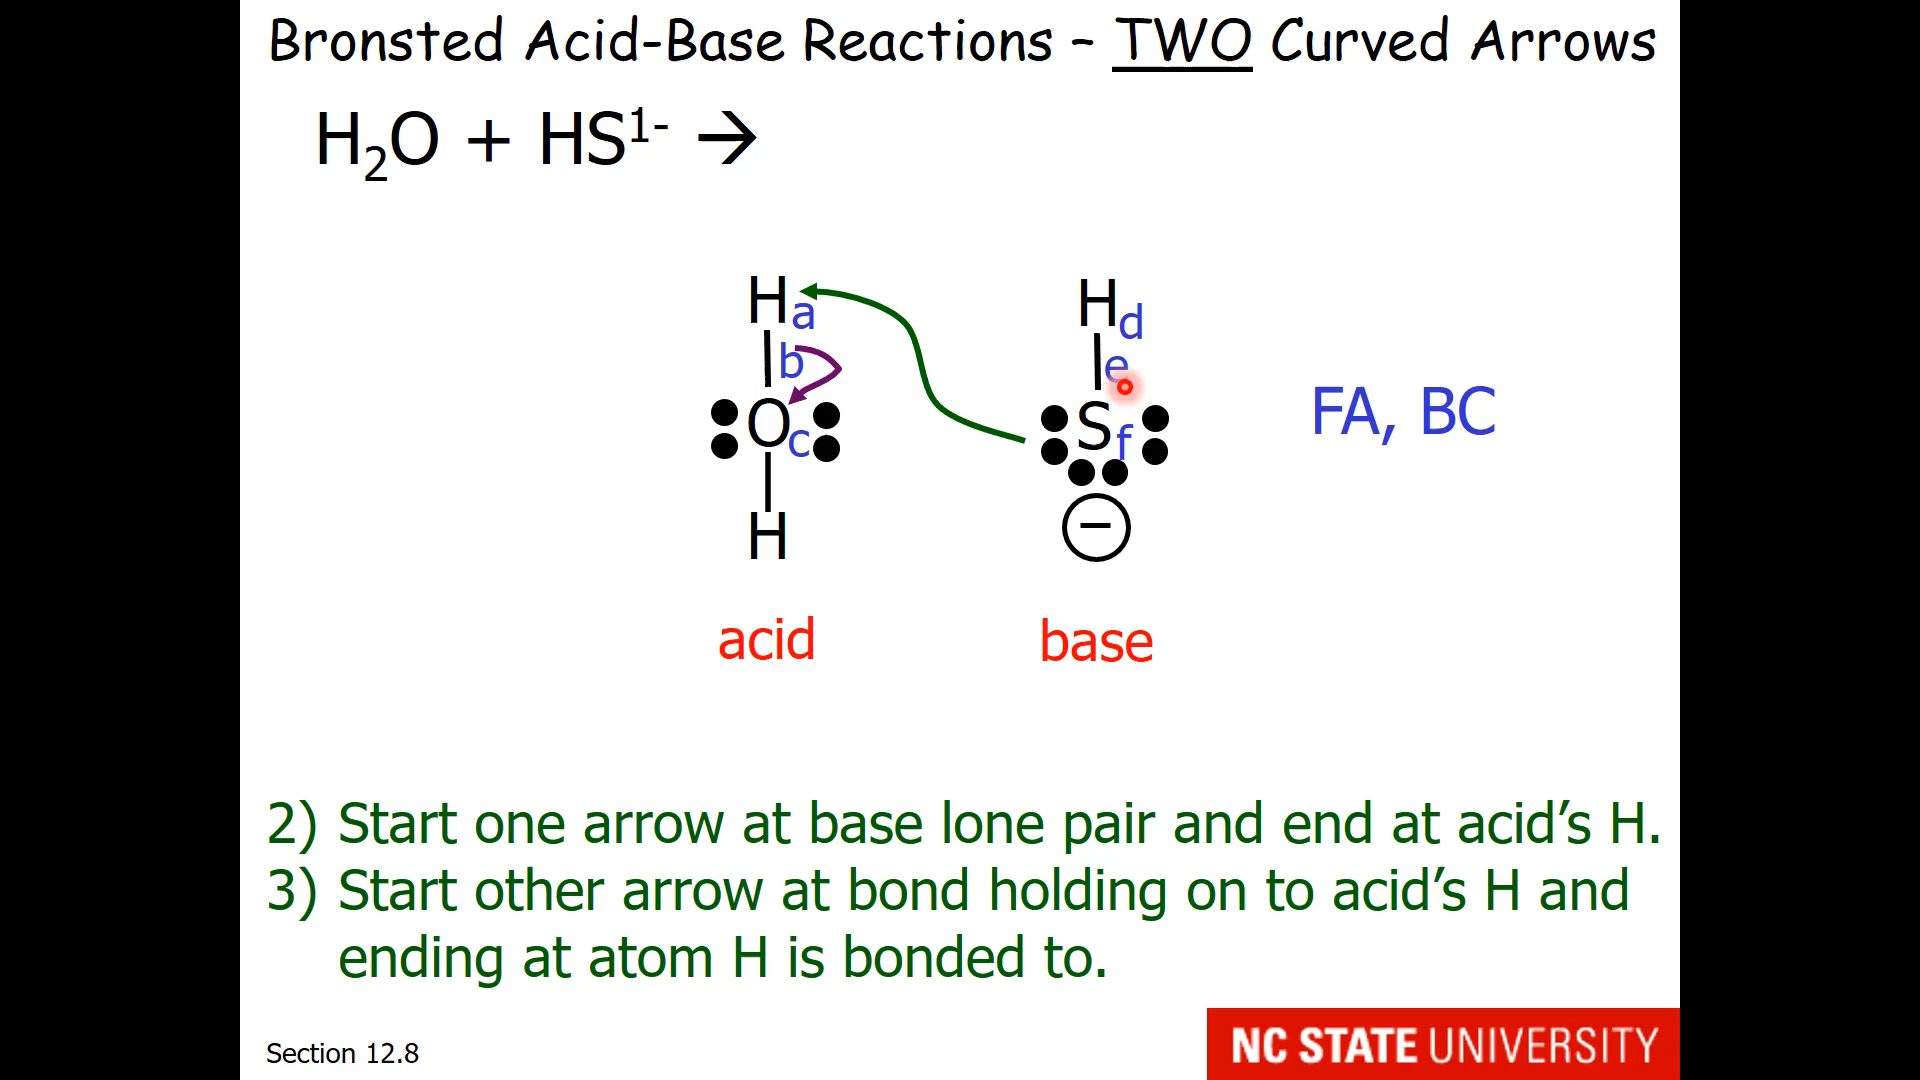 Bronsted Acid-Base Reactions – TWO Curved Arrows
H₂O + HS¹⁻ →
H a
H d
b
e
O c
S f
FA, BC
H
−
acid
base
2) Start one arrow at base lone pair and end at acid’s H.
3) Start other arrow at bond holding on to acid’s H and
ending at atom H is bonded to.
Section 12.8
NC STATE UNIVERSITY